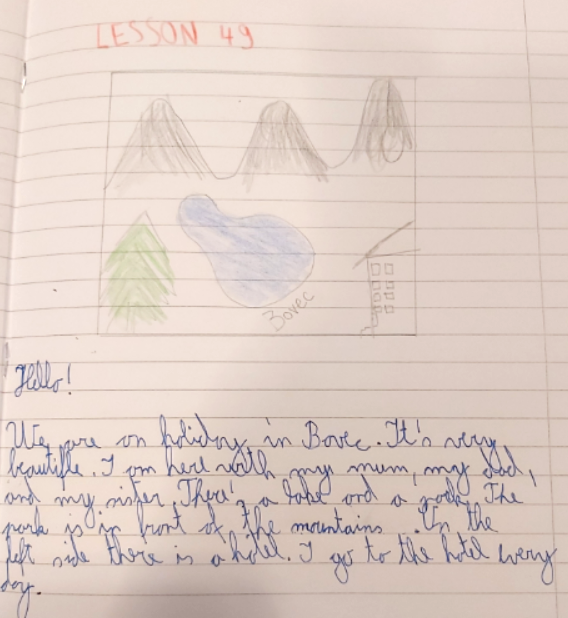 LESSON 49
Bovec
Hello!
We are on holiday in Bovec. It's very
beautifle. I am here with my mum, my dad,
and my sister. There's a lake and a park. The
park is in front of the mountains. On the
left side there is a hotel. I go to the hotel every
day.